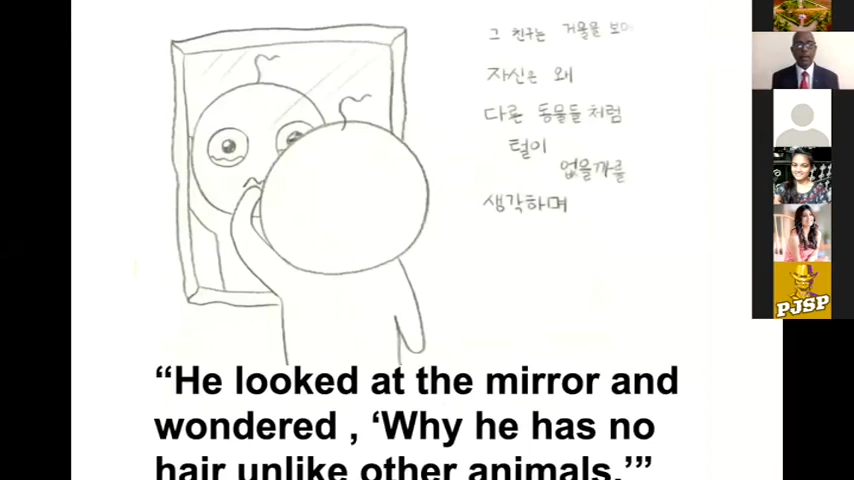 그 친구는 거울을 보며
자신은 왜
다른 동물들처럼
털이
없을까를
생각하며
“He looked at the mirror and
wondered , ‘Why he has no
hair unlike other animals.’”
PJSP